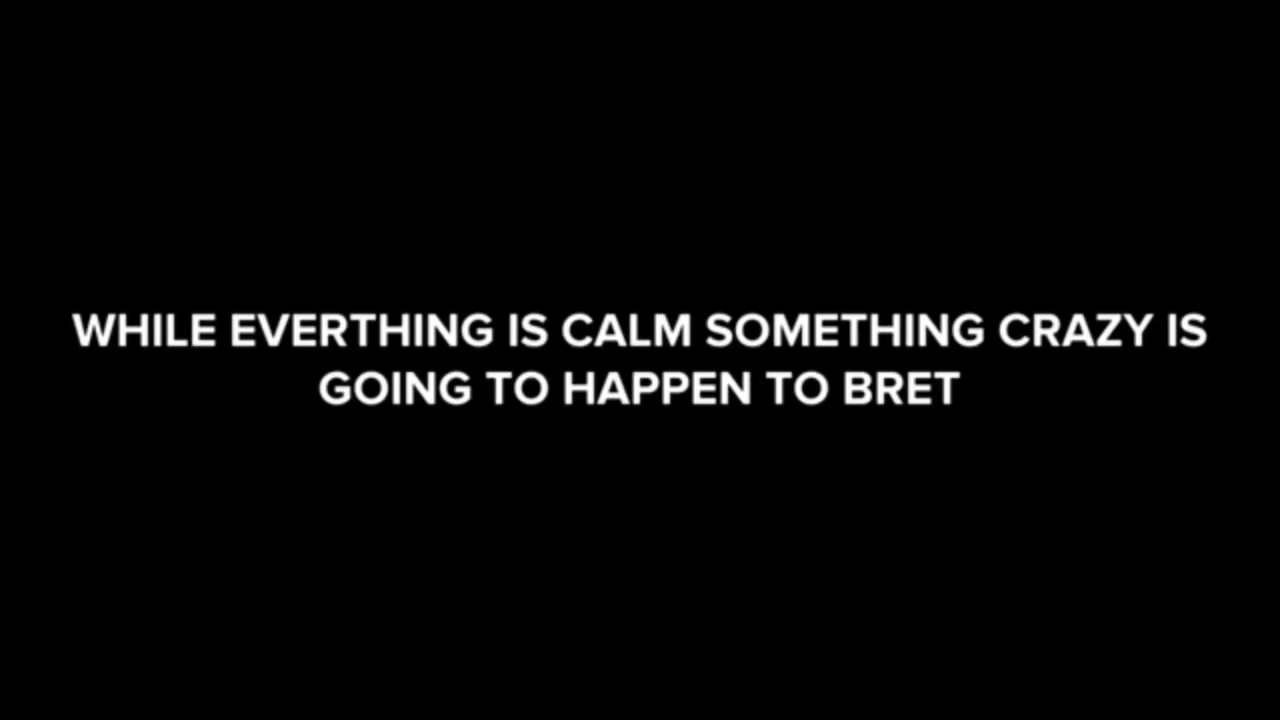 WHILE EVERTHING IS CALM SOMETHING CRAZY IS
GOING TO HAPPEN TO BRET